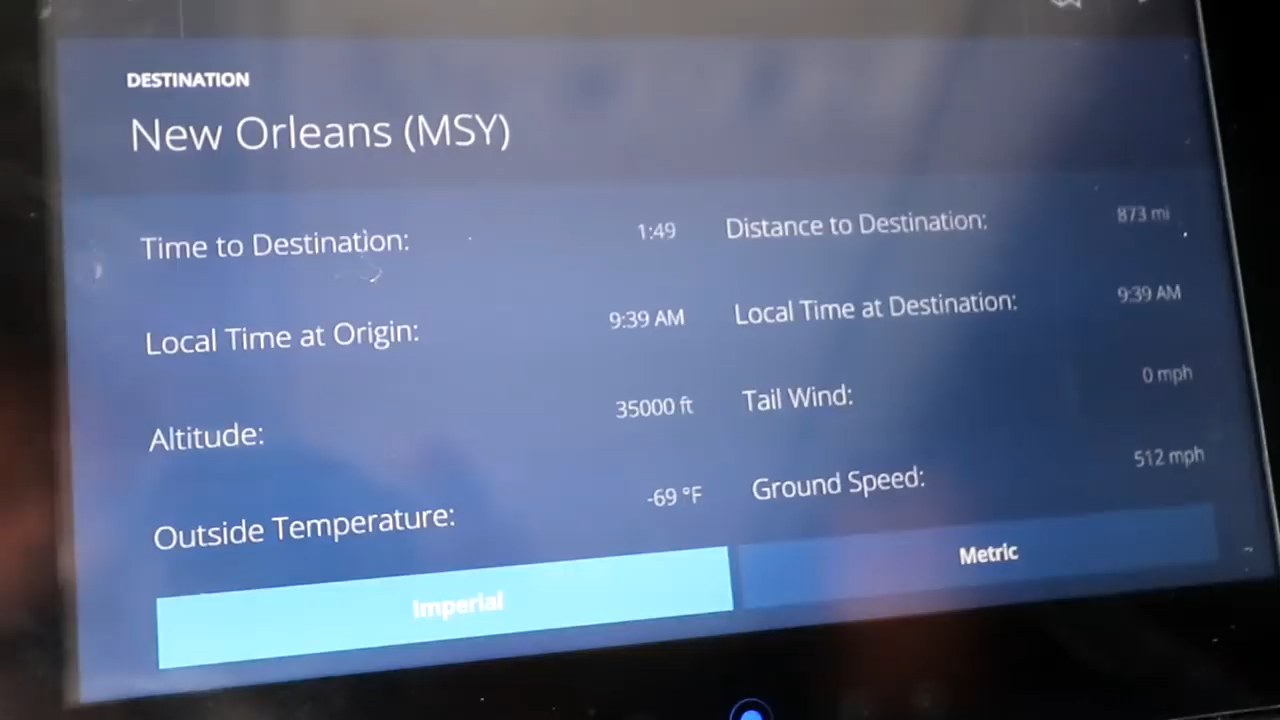 DESTINATION
New Orleans (MSY)
Time to Destination: 1:49 Distance to Destination: 873 mi
Local Time at Origin: 9:39 AM Local Time at Destination: 9:39 AM
Altitude: 35000 ft Tail Wind: 0 mph
Outside Temperature: -69 °F Ground Speed: 512 mph
Imperial Metric